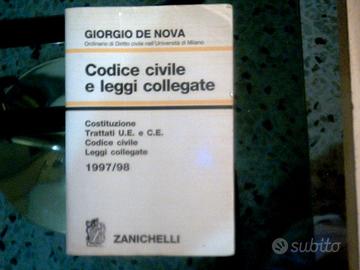 GIORGIO DE NOVA
Ordinario di Diritto civile nell'Università di Milano
Codice civile
e leggi collegate
Costituzione
Trattati U.E. e C.E.
Codice civile
Leggi collegate
1997/98
ZANICHELLI
subito